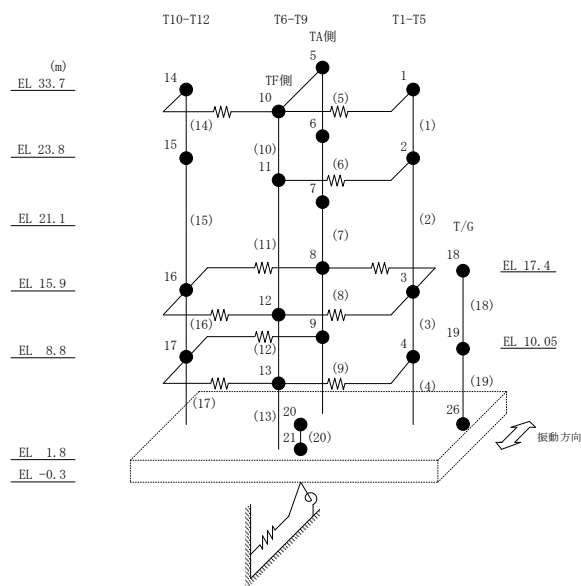 T10-T12 T6-T9 T1-T5
TA側
(m) 5
EL 33.7 14 TF側 1
10 (5)
(14) 6 (1)
15 (10) 2
EL 23.8 11 (6)
7
EL 21.1 (15) (7) (2) T/G
(11) 8 18
16 3 EL 17.4
EL 15.9 12 (8) (18)
(16) 9 (3) 19
17 (12) 4 EL 10.05
EL 8.8 13 (9)
(17) (13) 20 (4) (19)
26
21 (20) 振動方向
EL 1.8
EL -0.3